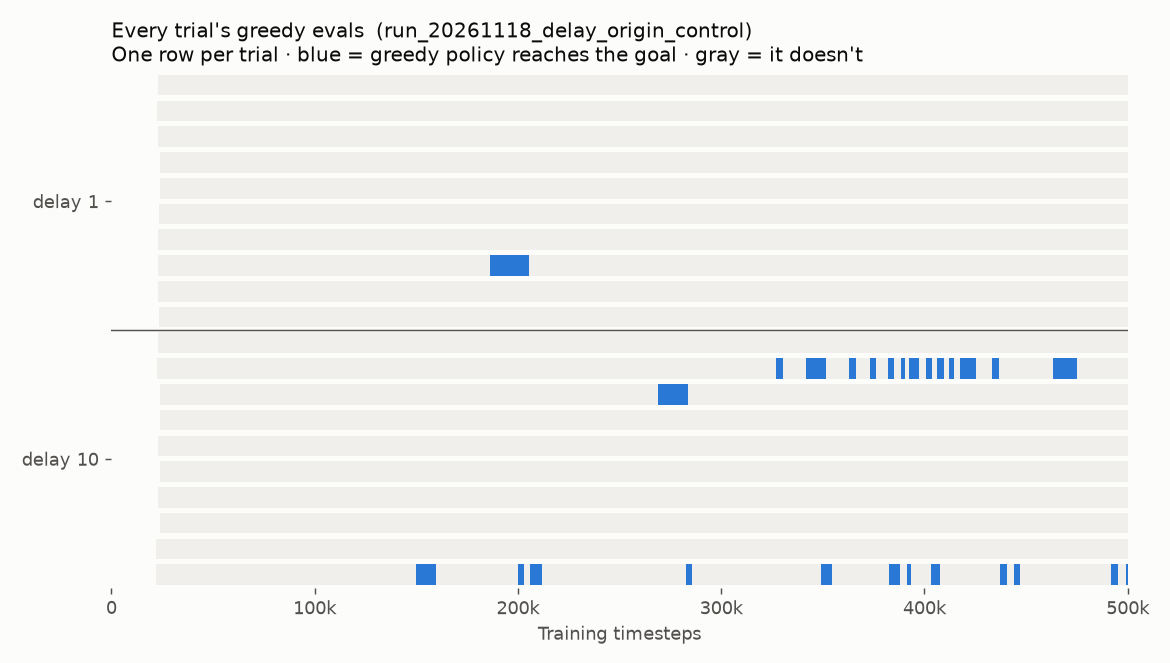 Every trial's greedy evals  (run_20261118_delay_origin_control)
One row per trial · blue = greedy policy reaches the goal · gray = it doesn't
delay 1
delay 10
0 100k 200k 300k 400k 500k
Training timesteps